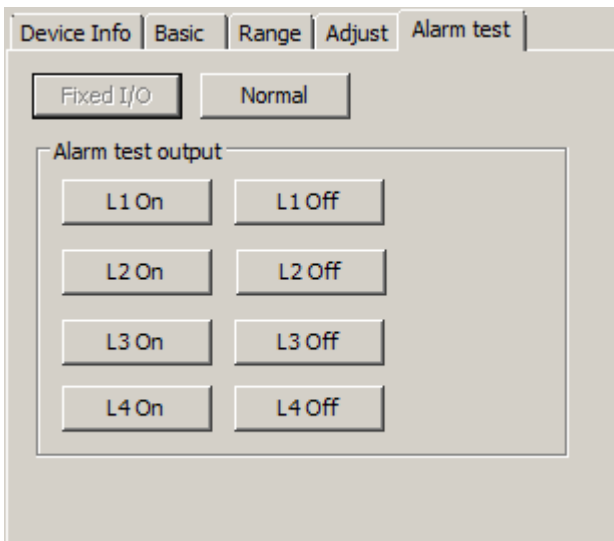 Device Info Basic Range Adjust Alarm test
Fixed I/O Normal
Alarm test output
L1 On L1 Off
L2 On L2 Off
L3 On L3 Off
L4 On L4 Off